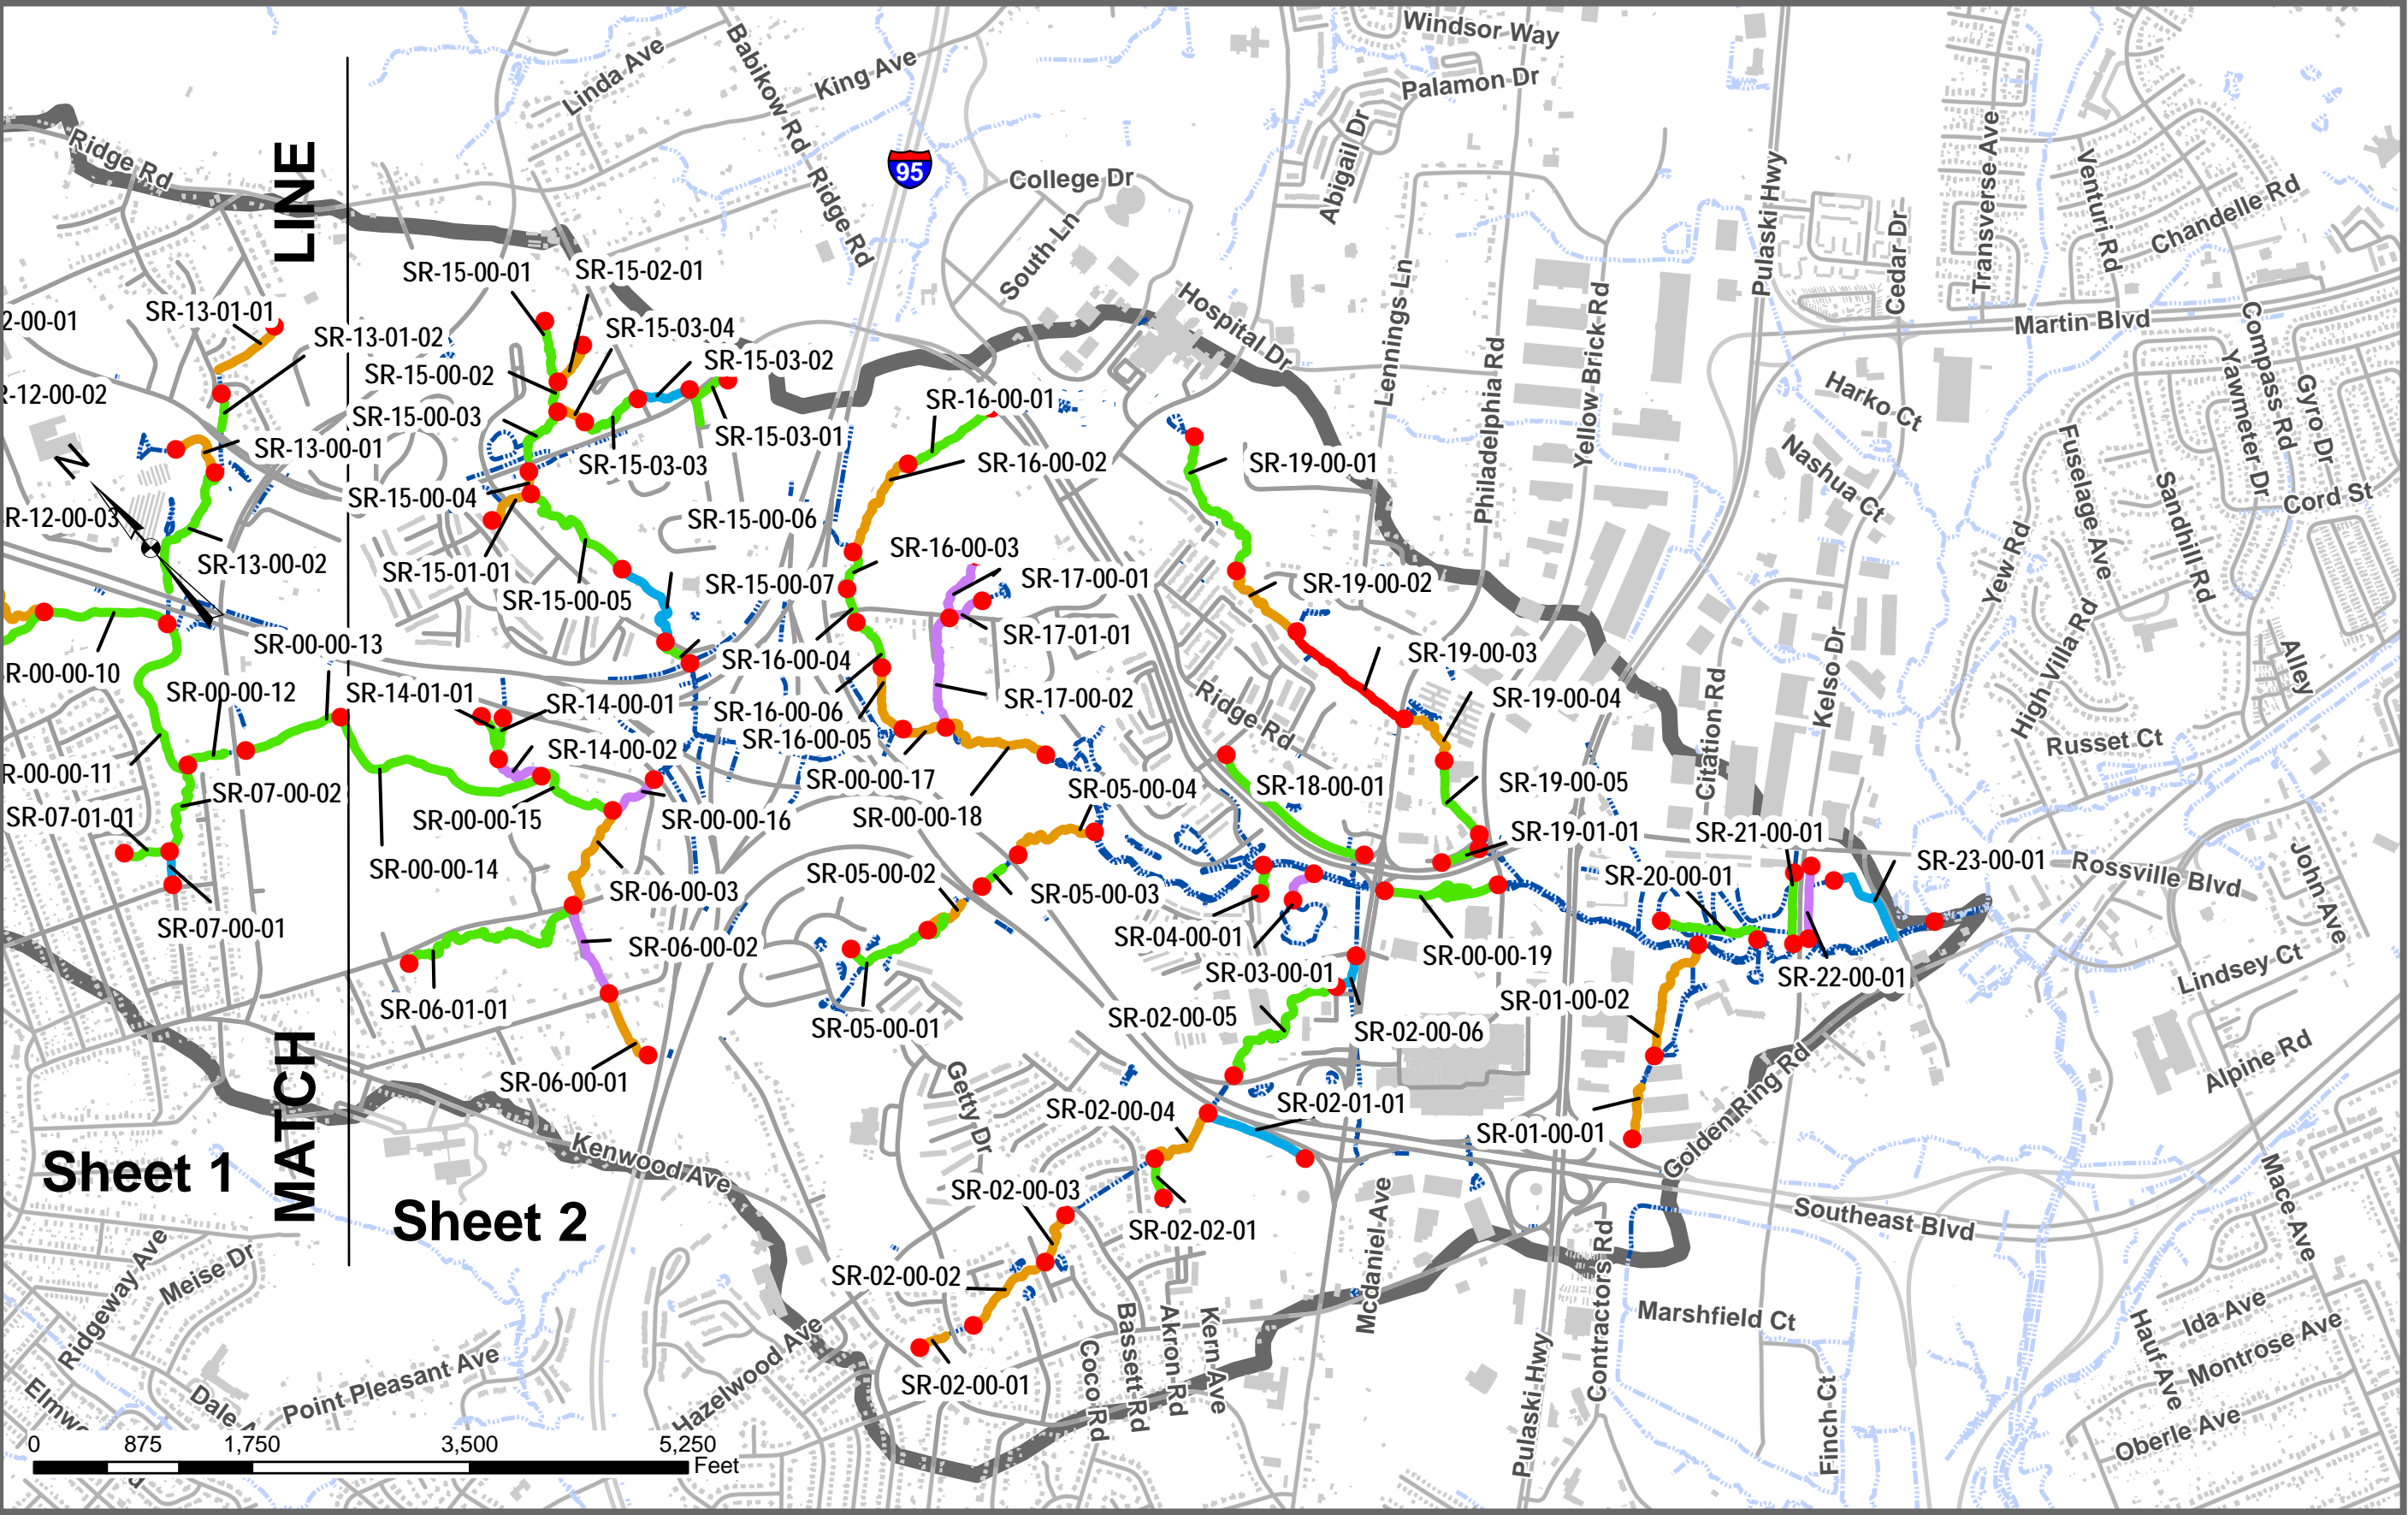 Windsor Way
Palamon Dr
Linda Ave
Babikow Rd
King Ave
Ridge Rd
Ridge Rd
LINE
95
College Dr
South Ln
Abigail Dr
Hospital Dr
Lennings Ln
Philadelphia Rd
Yellow Brick Rd
Pulaski Hwy
Cedar Dr
Transverse Ave
Venturi Rd
Chandelle Rd
Martin Blvd
Compass Rd
Yawmeter Dr
Gyro Dr
Cord St
Harko Ct
Nashua Ct
Fuselage Ave
Sandhill Rd
Yew Rd
High Villa Rd
Alley
Russet Ct
Kelso Dr
Citation Rd
Ridge Rd
SR-15-00-01
SR-15-02-01
SR-13-01-01
2-00-01
SR-13-01-02
SR-15-03-04
SR-15-03-02
SR-15-00-02
R-12-00-02
SR-15-00-03
SR-16-00-01
SR-15-03-01
SR-13-00-01
SR-15-03-03
SR-16-00-02
SR-19-00-01
N
SR-15-00-04
R-12-00-03
SR-15-00-06
SR-13-00-02
SR-16-00-03
SR-15-01-01
SR-17-00-01
SR-15-00-07
SR-19-00-02
SR-15-00-05
SR-17-01-01
SR-00-00-13
SR-16-00-04
SR-19-00-03
R-00-00-10
SR-00-00-12
SR-14-01-01
SR-14-00-01
SR-17-00-02
SR-19-00-04
SR-16-00-06
SR-16-00-05
SR-14-00-02
R-00-00-11
SR-00-00-17
SR-18-00-01
SR-19-00-05
SR-07-00-02
SR-05-00-04
SR-07-01-01
SR-00-00-15
SR-00-00-16
SR-00-00-18
SR-19-01-01
SR-21-00-01
SR-23-00-01
Rossville Blvd
John Ave
SR-00-00-14
SR-05-00-02
SR-20-00-01
SR-06-00-03
SR-05-00-03
SR-07-00-01
SR-04-00-01
SR-06-00-02
SR-00-00-19
Lindsey Ct
SR-03-00-01
SR-22-00-01
SR-06-01-01
SR-01-00-02
SR-05-00-01
SR-02-00-05
SR-02-00-06
Alpine Rd
SR-06-00-01
Getty Dr
SR-02-00-04
SR-02-01-01
SR-01-00-01
Golden Ring Rd
MATCH
Kenwood Ave
Sheet 1
Sheet 2
SR-02-00-03
SR-02-02-01
Southeast Blvd
Mace Ave
Mcdaniel Ave
Contractors Rd
Ridgeway Ave
Meise Dr
SR-02-00-02
Marshfield Ct
Ida Ave
Hauf Ave
Montrose Ave
Oberle Ave
Bassett Rd
Akron Rd
Kern Ave
Coco Rd
Pulaski Hwy
Finch Ct
Hazelwood Ave
SR-02-00-01
Point Pleasant Ave
Dale A
Elmw
0 875 1,750 3,500 5,250
Feet